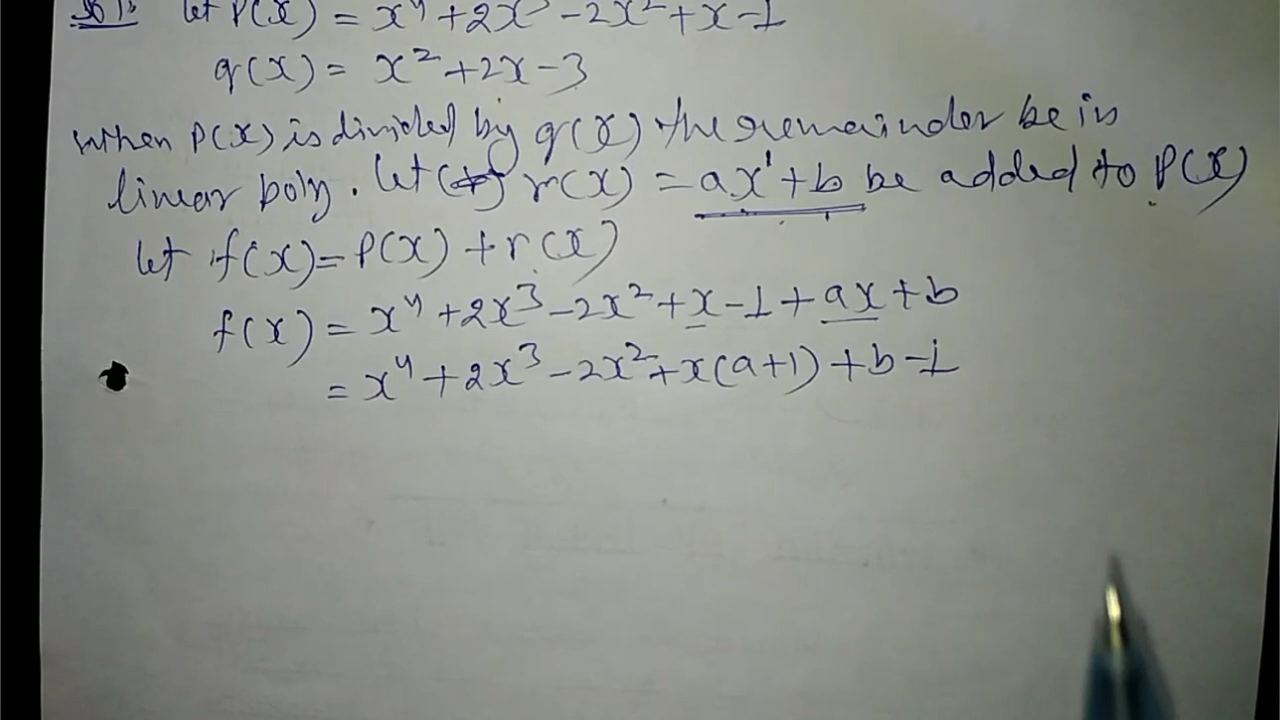 Sol: let P(x) = x⁴ + 2x³ - 2x² + x - 1
q(x) = x² + 2x - 3
When P(x) is divided by q(x) the remainder be in
linear poly. let r(x) = ax¹ + b be added to P(x)
let f(x) = P(x) + r(x)
f(x) = x⁴ + 2x³ - 2x² + x - 1 + ax + b
= x⁴ + 2x³ - 2x² + x(a+1) + b - 1